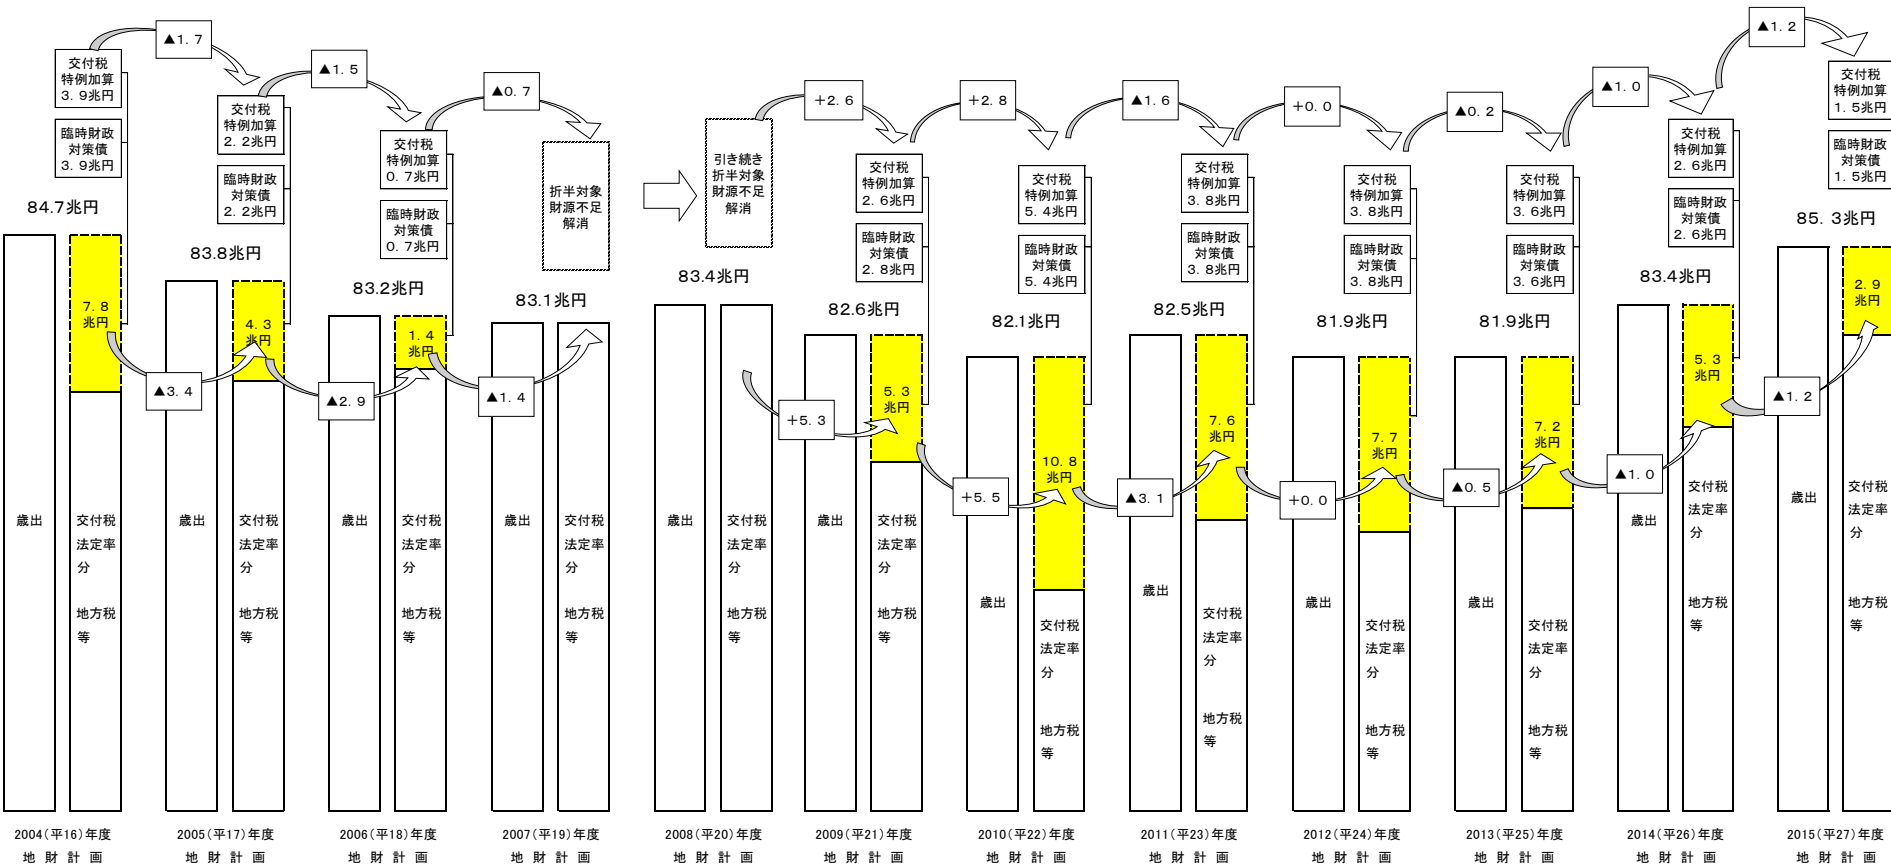 ▲1.7
交付税
特例加算
3.9兆円
臨時財政
対策債
3.9兆円
84.7兆円
7.8
兆円
▲3.4
歳出
交付税
法定率
分
地方税
等
2004(平16)年度
地財計画
▲1.5
交付税
特例加算
2.2兆円
臨時財政
対策債
2.2兆円
83.8兆円
4.3
兆円
▲2.9
歳出
交付税
法定率
分
地方税
等
2005(平17)年度
地財計画
▲0.7
交付税
特例加算
0.7兆円
臨時財政
対策債
0.7兆円
83.2兆円
1.4
兆円
▲1.4
歳出
交付税
法定率
分
地方税
等
2006(平18)年度
地財計画
折半対象
財源不足
解消
83.1兆円
歳出
交付税
法定率
分
地方税
等
2007(平19)年度
地財計画
引き続き
折半対象
財源不足
解消
83.4兆円
歳出
交付税
法定率
分
地方税
等
2008(平20)年度
地財計画
+2.6
交付税
特例加算
2.6兆円
臨時財政
対策債
2.8兆円
82.6兆円
5.3
兆円
+5.3
歳出
交付税
法定率
分
地方税
等
2009(平21)年度
地財計画
+2.8
交付税
特例加算
5.4兆円
臨時財政
対策債
5.4兆円
82.1兆円
10.8
兆円
+5.5
歳出
交付税
法定率
分
地方税
等
2010(平22)年度
地財計画
▲1.6
交付税
特例加算
3.8兆円
臨時財政
対策債
3.8兆円
82.5兆円
7.6
兆円
▲3.1
歳出
交付税
法定率
分
地方税
等
2011(平23)年度
地財計画
+0.0
交付税
特例加算
3.8兆円
臨時財政
対策債
3.8兆円
81.9兆円
7.7
兆円
+0.0
歳出
交付税
法定率
分
地方税
等
2012(平24)年度
地財計画
▲0.2
交付税
特例加算
3.6兆円
臨時財政
対策債
3.6兆円
81.9兆円
7.2
兆円
▲0.5
歳出
交付税
法定率
分
地方税
等
2013(平25)年度
地財計画
▲1.0
交付税
特例加算
2.6兆円
臨時財政
対策債
2.6兆円
83.4兆円
5.3
兆円
▲1.0
歳出
交付税
法定率
分
地方税
等
2014(平26)年度
地財計画
▲1.2
交付税
特例加算
1.5兆円
臨時財政
対策債
1.5兆円
85.3兆円
2.9
兆円
▲1.2
歳出
交付税
法定率
分
地方税
等
2015(平27)年度
地財計画